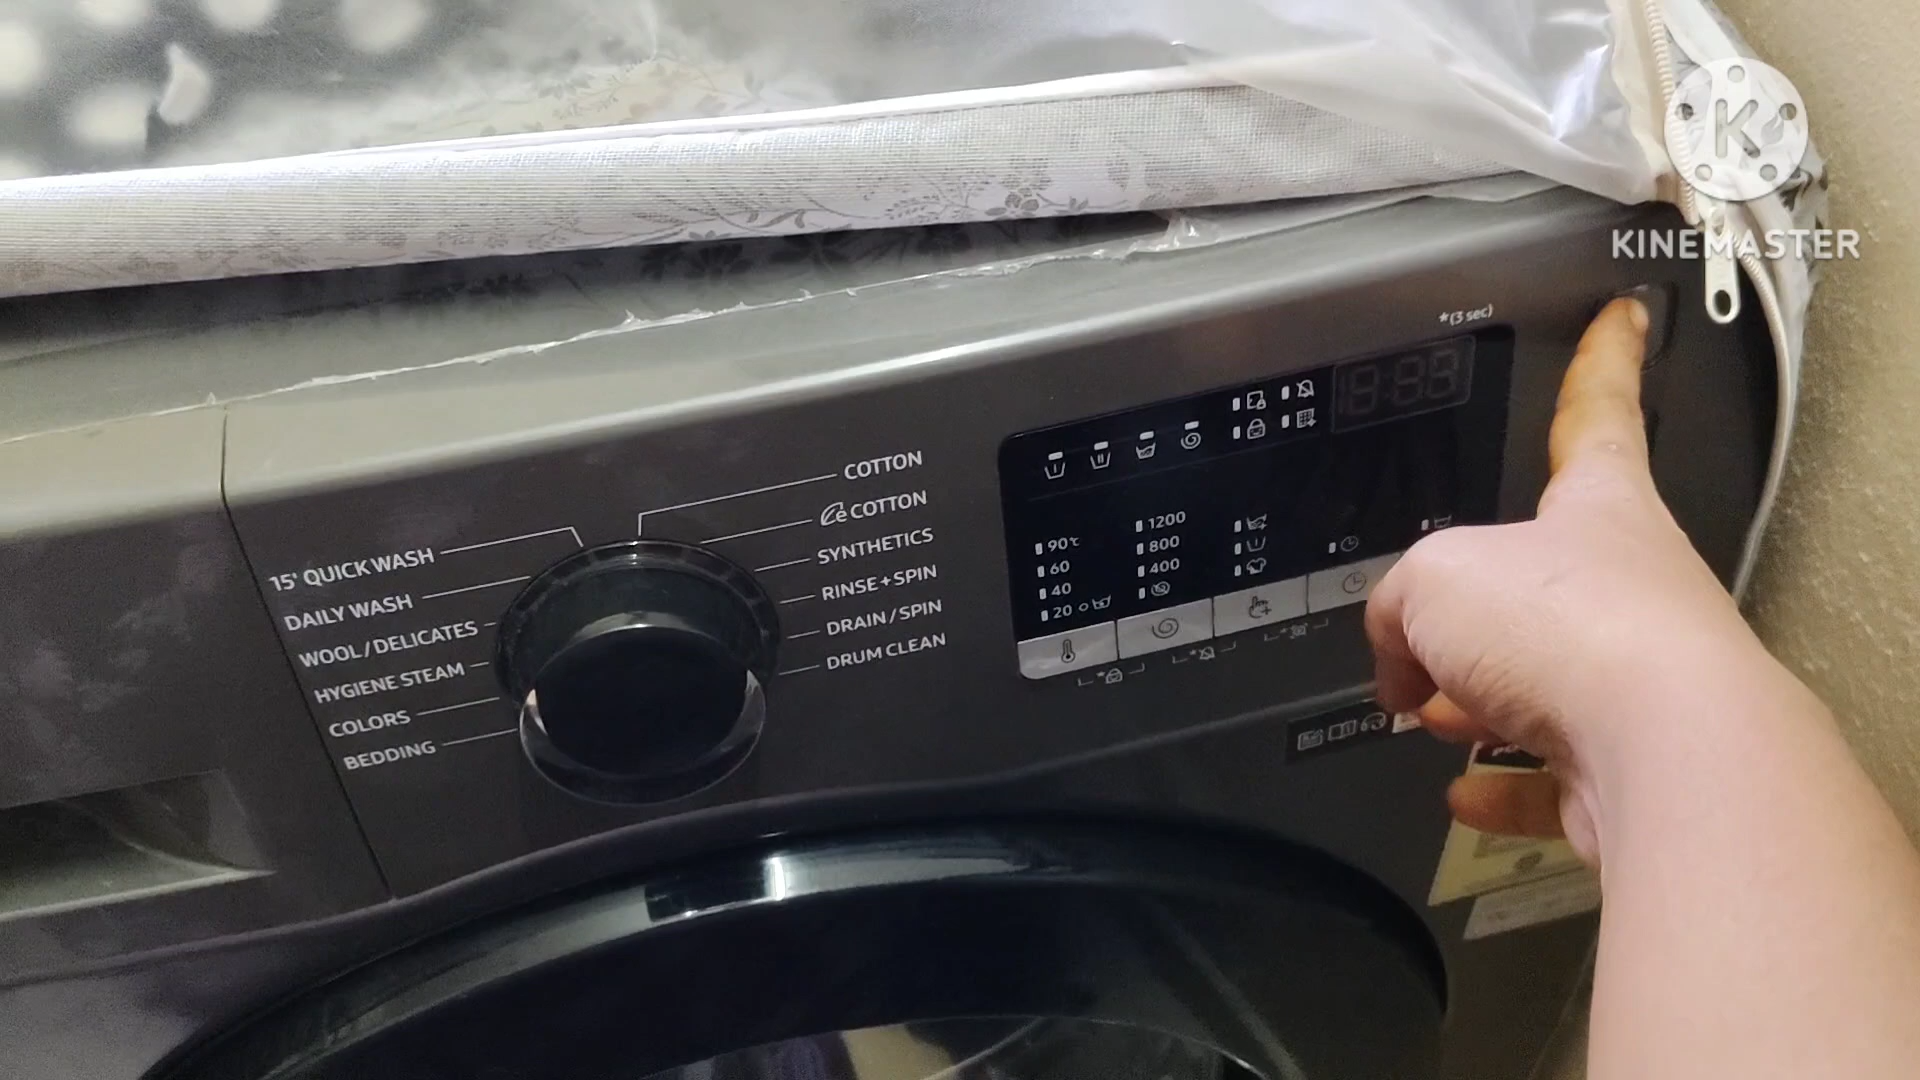 KINEMASTER
*(3 sec)
COTTON
COTTON
SYNTHETICS
RINSE+SPIN
DRAIN/SPIN
DRUM CLEAN
15' QUICK WASH
DAILY WASH
WOOL/DELICATES
HYGIENE STEAM
COLORS
BEDDING
90℃
60
40
20
1200
800
400